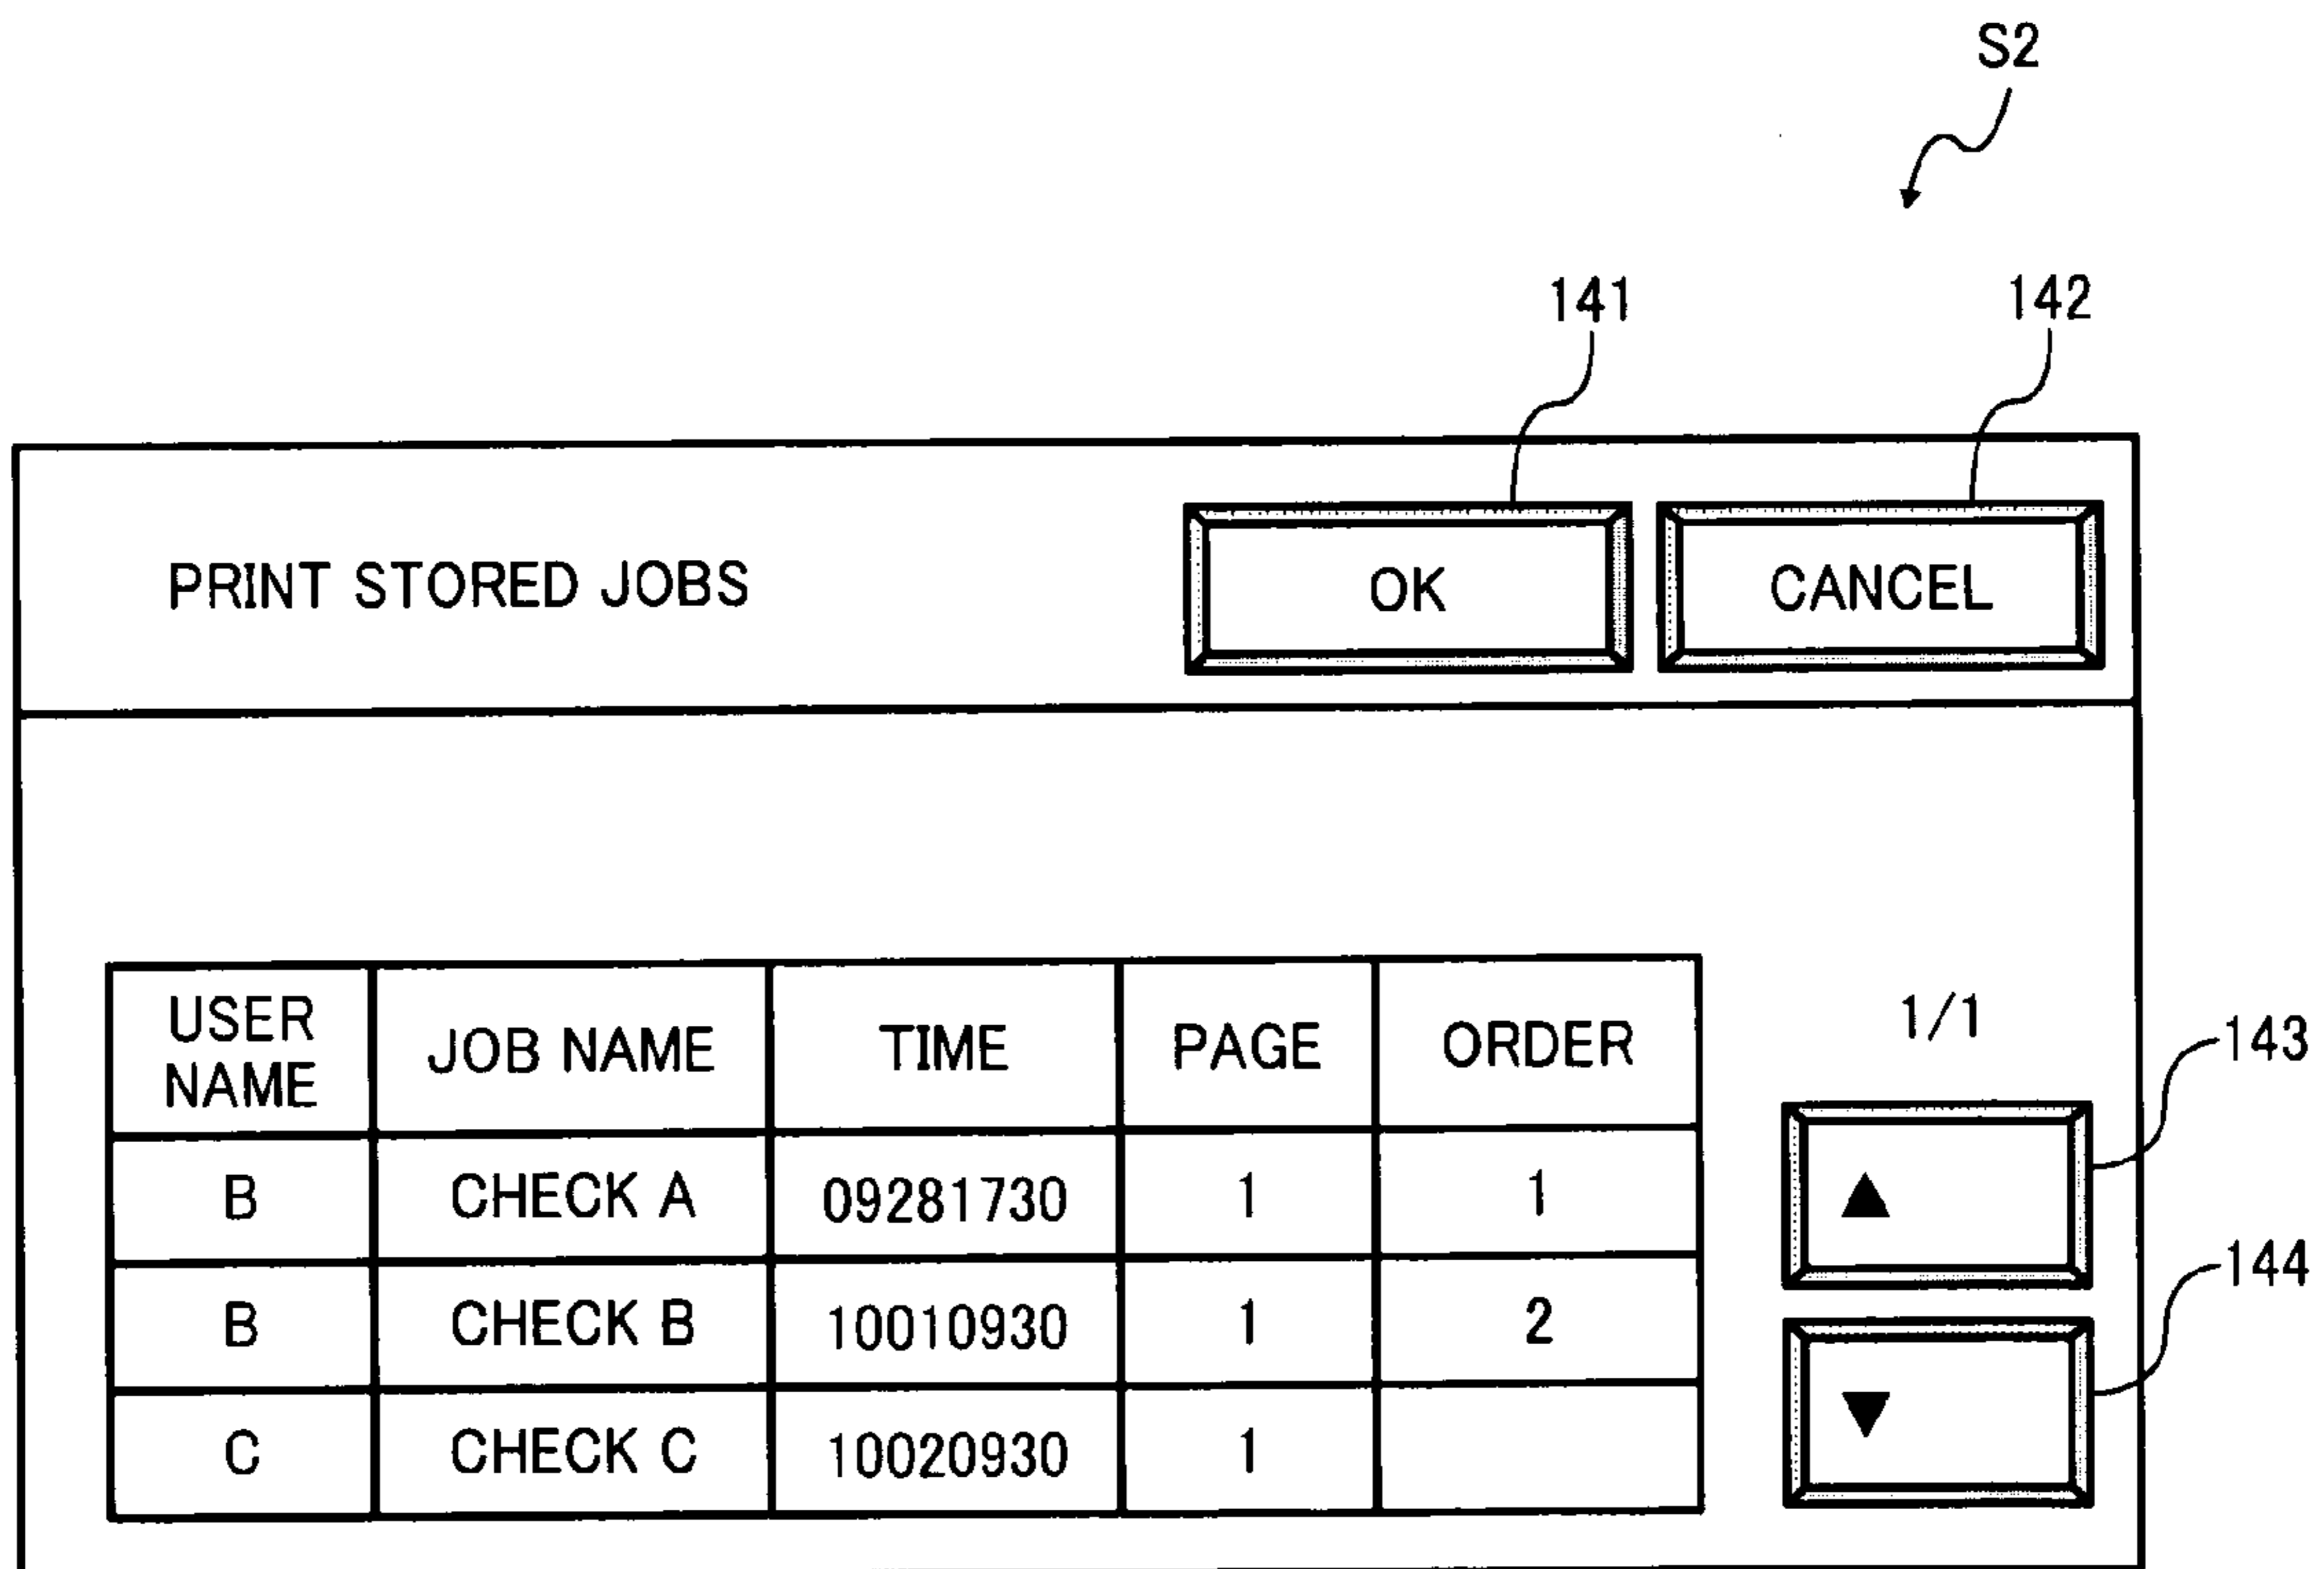 S2
141 142
PRINT STORED JOBS OK CANCEL
USER NAME JOB NAME TIME PAGE ORDER 1/1
143
B CHECK A 09281730 1 1 ▲
144
B CHECK B 10010930 1 2
C CHECK C 10020930 1 ▼